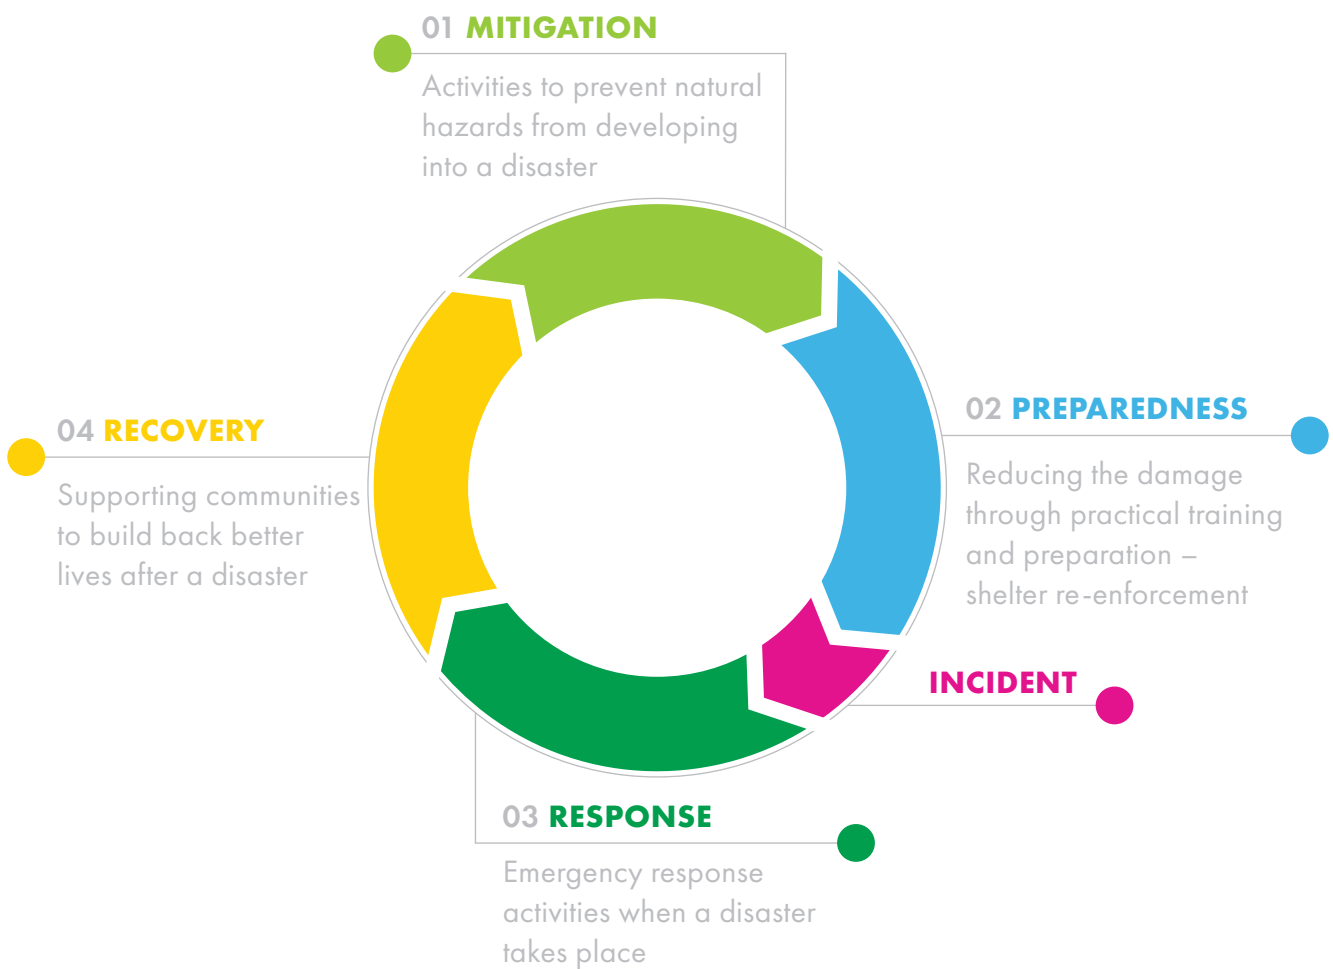 01 MITIGATION
Activities to prevent natural
hazards from developing
into a disaster
02 PREPAREDNESS
Reducing the damage
through practical training
and preparation –
shelter re-enforcement
INCIDENT
03 RESPONSE
Emergency response
activities when a disaster
takes place
04 RECOVERY
Supporting communities
to build back better
lives after a disaster